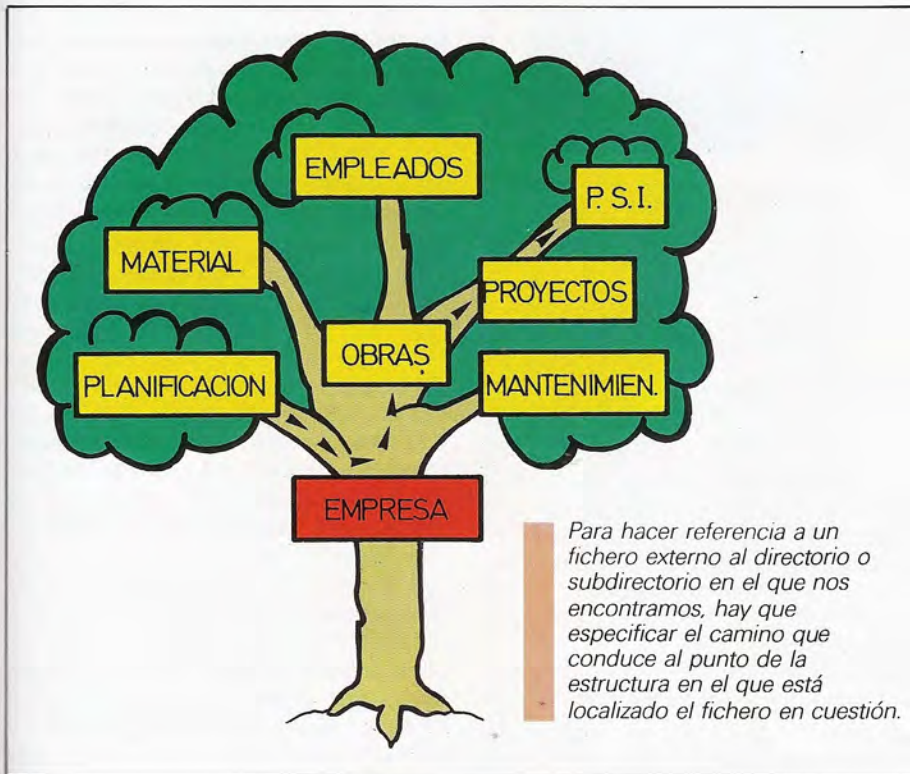 EMPLEADOS
P. S. I.
MATERIAL
PROYECTOS
OBRAS
PLANIFICACION
MANTENIMIEN.
EMPRESA
Para hacer referencia a un
fichero externo al directorio o
subdirectorio en el que nos
encontramos, hay que
especificar el camino que
conduce al punto de la
estructura en el que está
localizado el fichero en cuestión.